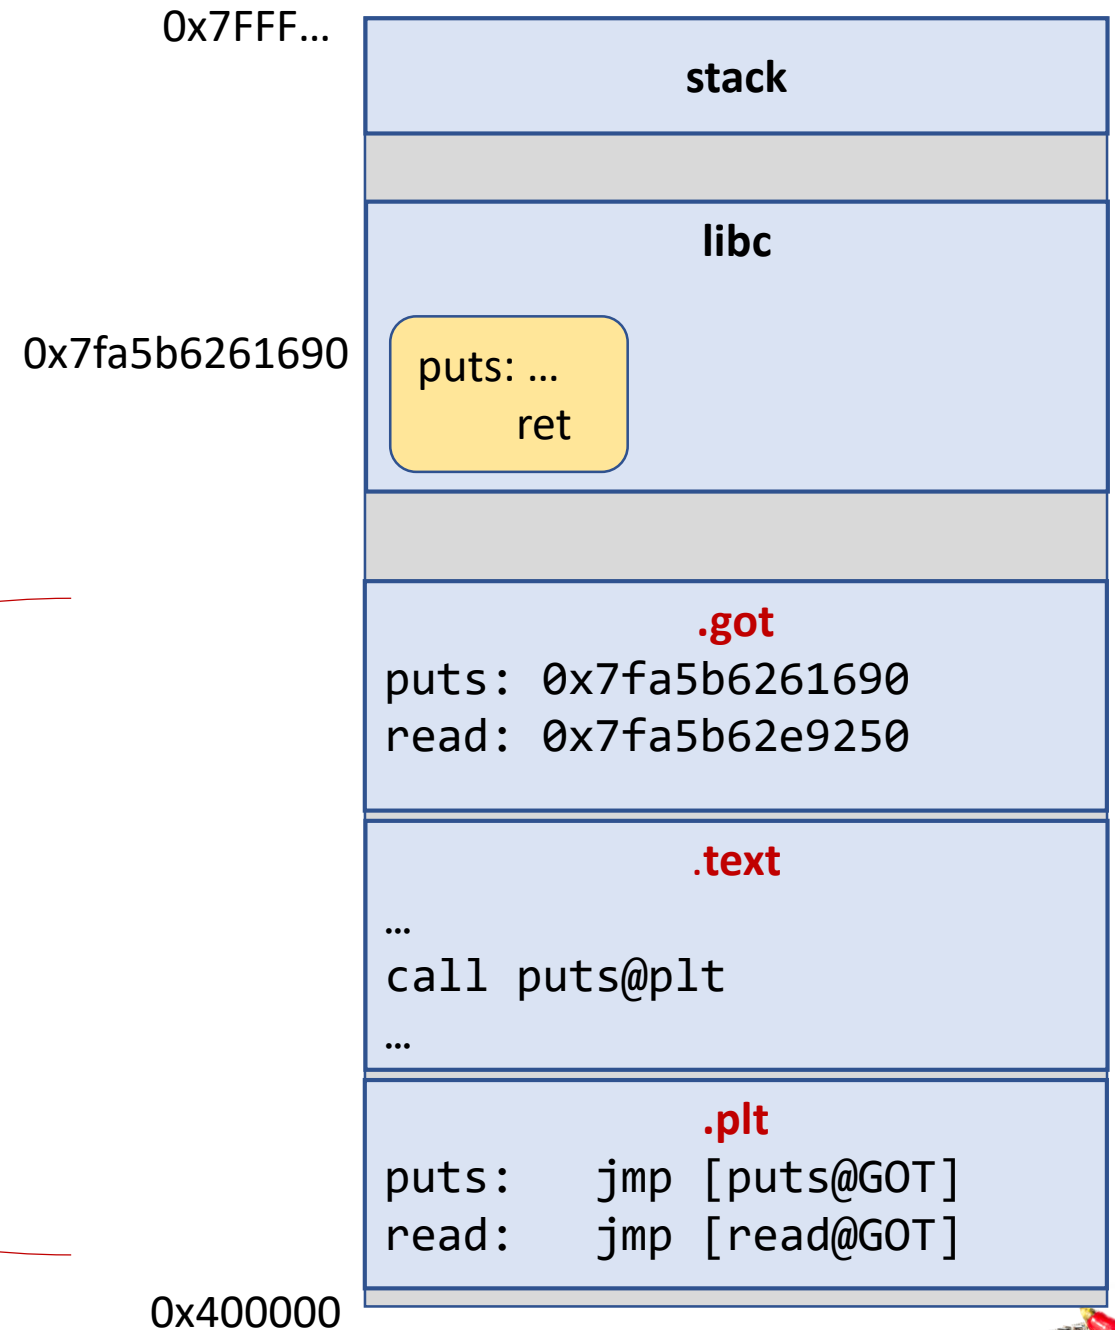 0x7FFF…
stack
libc
0x7fa5b6261690
puts: …
ret
.got
puts: 0x7fa5b6261690
read: 0x7fa5b62e9250
.text
…
call puts@plt
…
.plt
puts: jmp [puts@GOT]
read: jmp [read@GOT]
0x400000